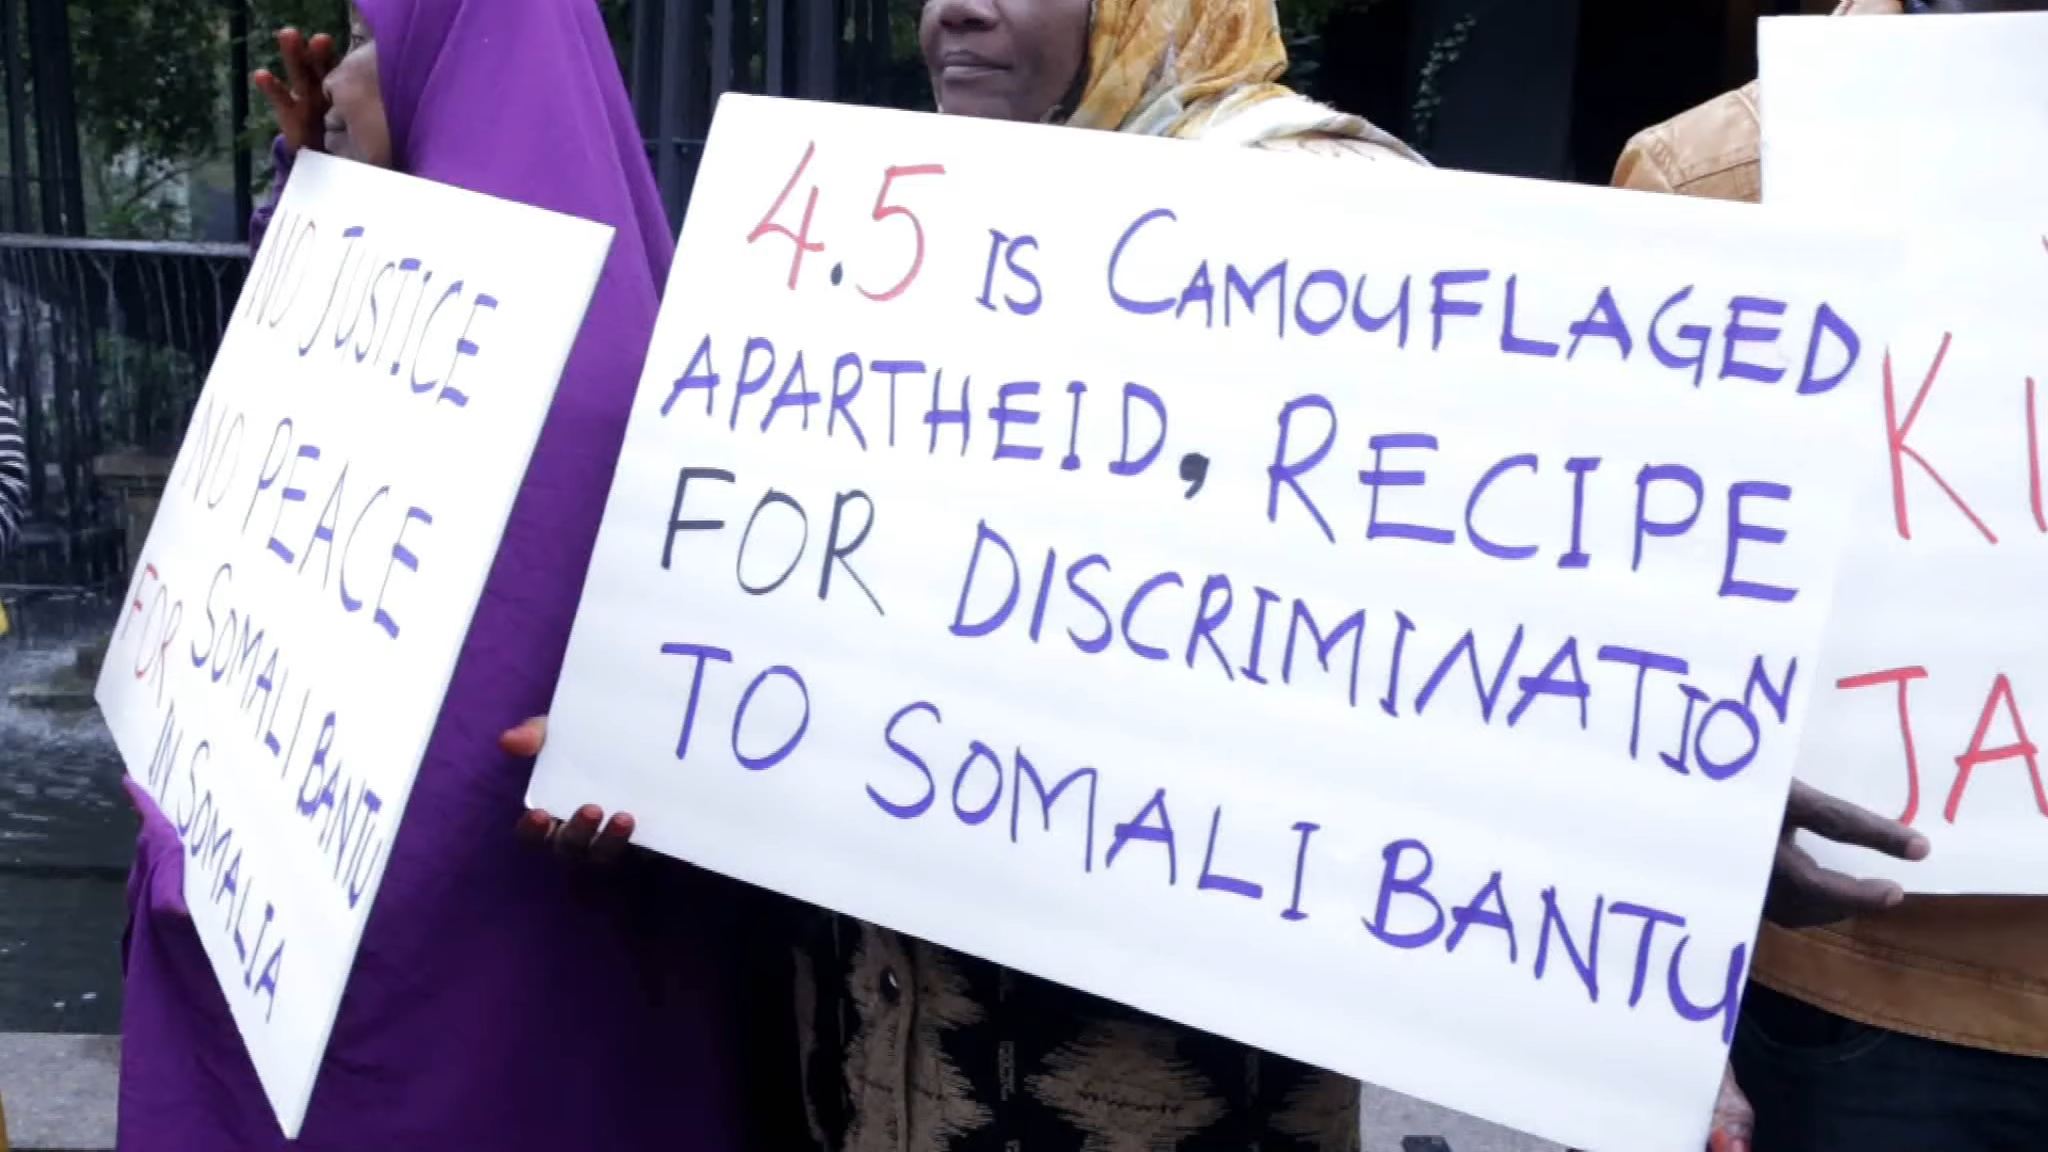 NO JUSTICE
NO PEACE
FOR SOMALI BANTU
IN SOMALIA
4.5 IS CAMOUFLAGED
APARTHEID, RECIPE
FOR DISCRIMINATION
TO SOMALI BANTU